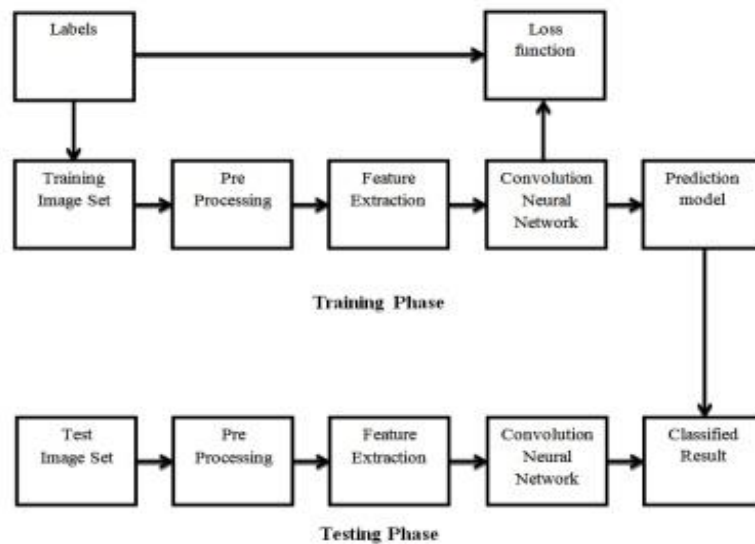 Labels
Loss
function
Training
Image Set
Pre
Processing
Feature
Extraction
Convolution
Neural
Network
Prediction
model
Training Phase
Test
Image Set
Pre
Processing
Feature
Extraction
Convolution
Neural
Network
Classified
Result
Testing Phase